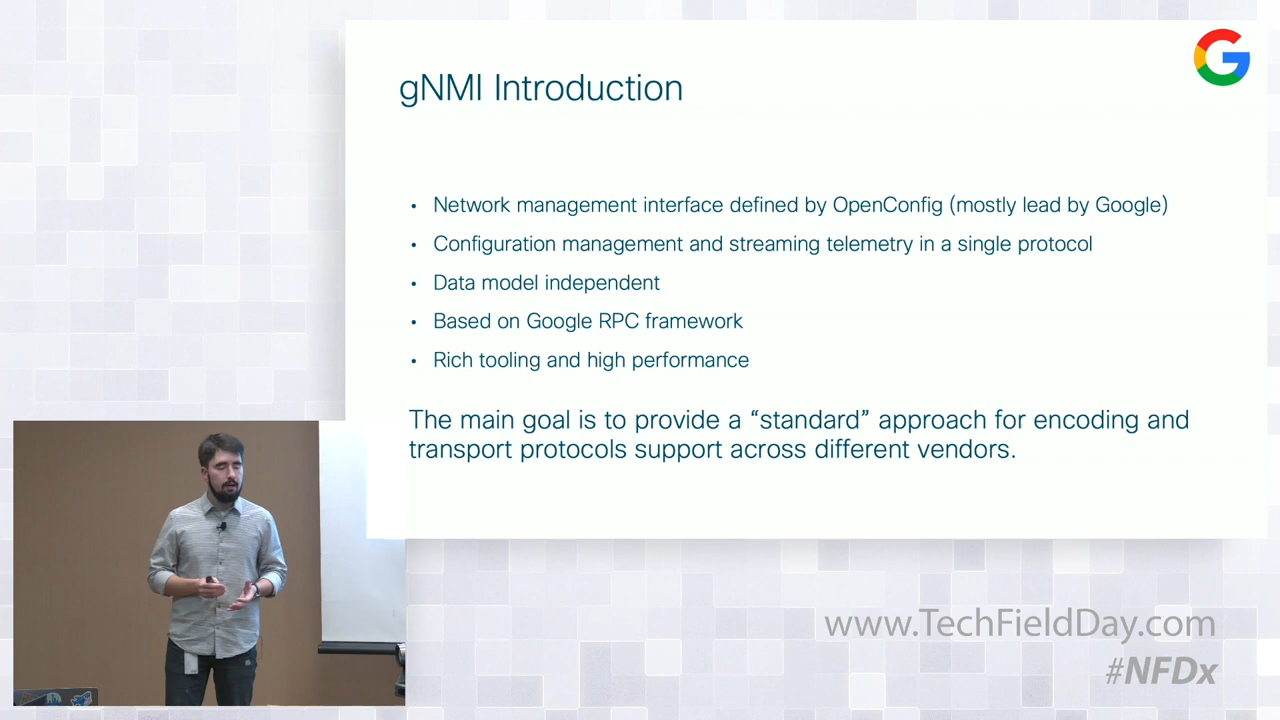 gNMI Introduction
• Network management interface defined by OpenConfig (mostly lead by Google)
• Configuration management and streaming telemetry in a single protocol
• Data model independent
• Based on Google RPC framework
• Rich tooling and high performance
The main goal is to provide a “standard” approach for encoding and
transport protocols support across different vendors.
www.TechFieldDay.com
#NFDx